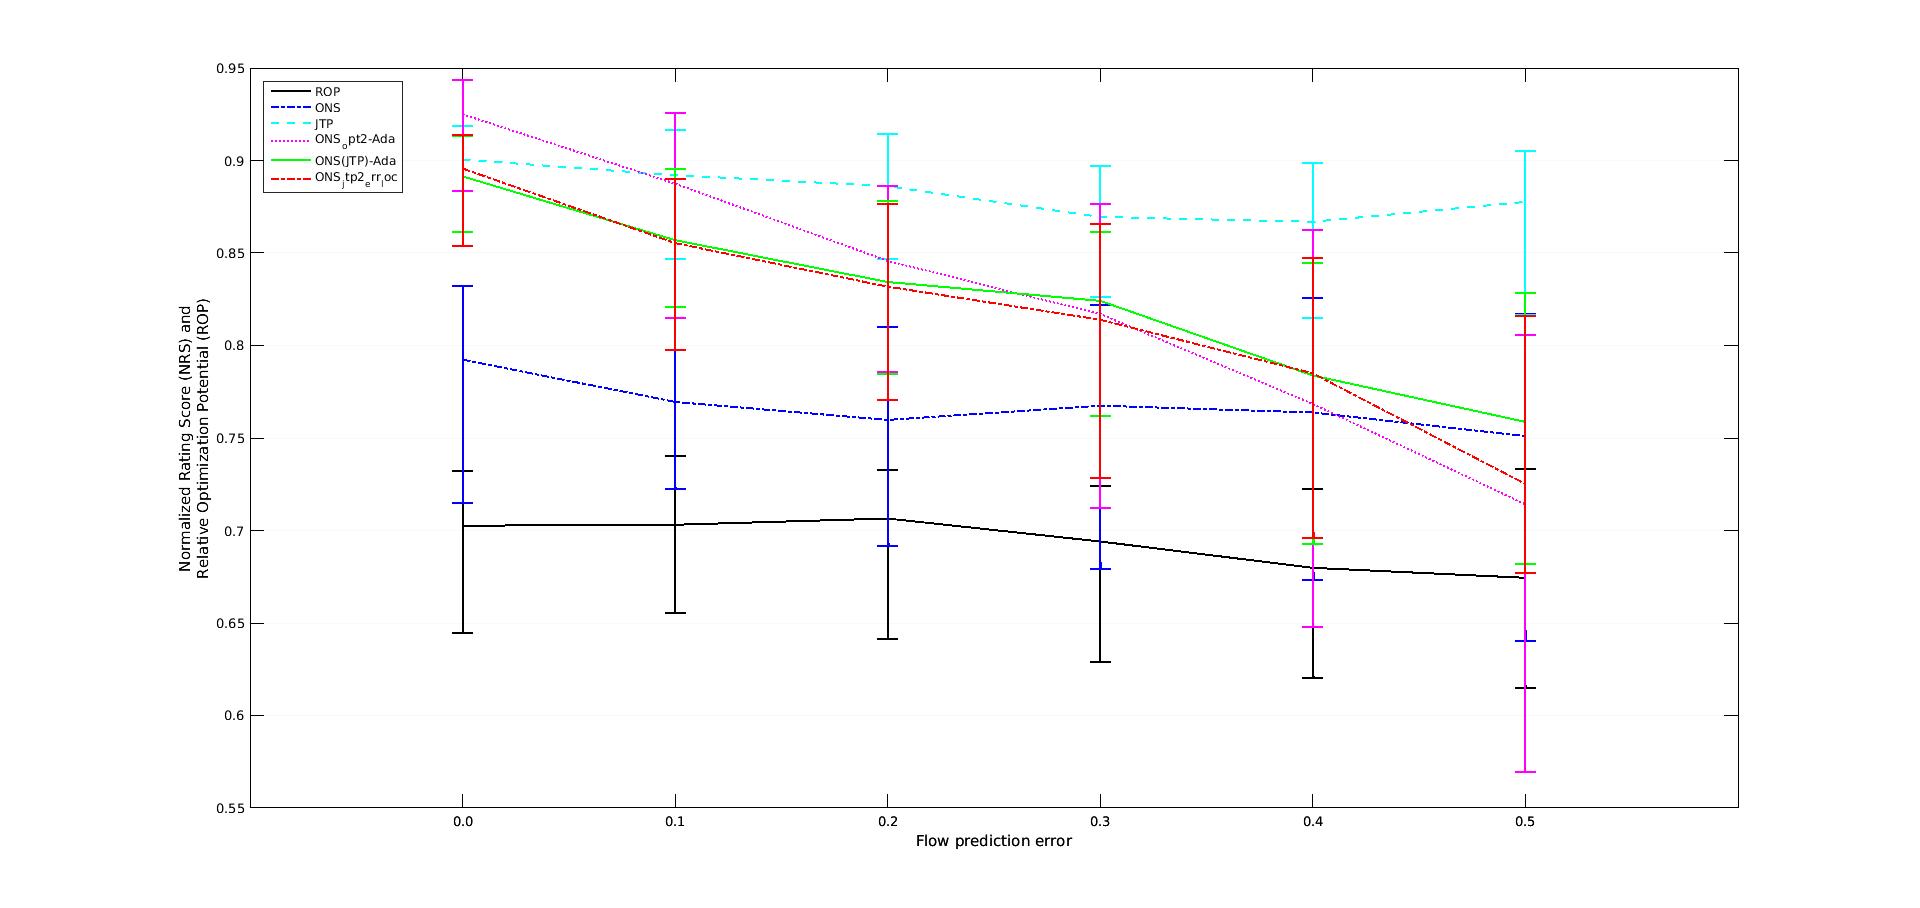 0.95
0.9
0.85
0.8
0.75
0.7
0.65
0.6
0.55
ROP
ONS
JTP
ONSopt2-Ada
ONS(JTP)-Ada
ONSjtp2errloc
Normalized Rating Score (NRS) and
Relative Optimization Potential (ROP)
0.0 0.1 0.2 0.3 0.4 0.5
Flow prediction error